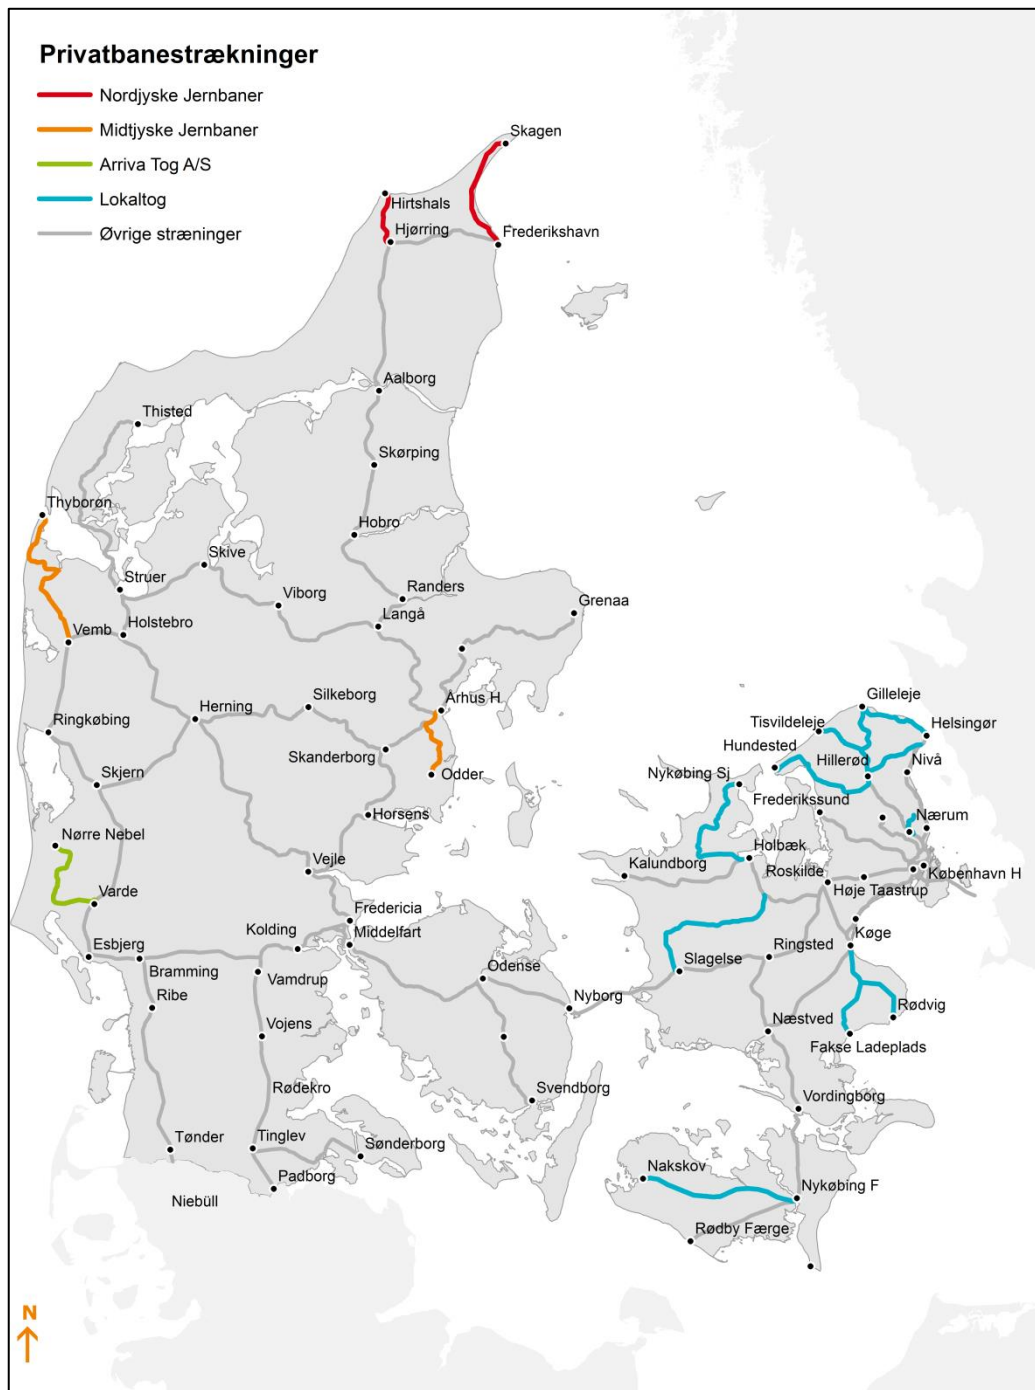 Privatbanestrækninger
Nordjyske Jernbaner
Midtjyske Jernbaner
Arriva Tog A/S
Lokaltog
Øvrige stræninger
Skagen
Hirtshals
Hjørring
Frederikshavn
Aalborg
Thisted
Skørping
Thyborøn
Hobro
Skive
Struer
Viborg
Randers
Grenaa
Langå
Holstebro
Vemb
Silkeborg
Århus H
Herning
Ringkøbing
Skanderborg
Odder
Skjern
Horsens
Nørre Nebel
Vejle
Varde
Fredericia
Middelfart
Kolding
Esbjerg
Bramming
Vamdrup
Odense
Nyborg
Ribe
Vojens
Rødekro
Svendborg
Tønder
Tinglev
Sønderborg
Padborg
Niebüll
Gilleleje
Tisvildeleje
Helsingør
Hundested
Hillerød
Nivå
Nykøbing Sj
Frederikssund
Nærum
Holbæk
Kalundborg
Roskilde
København H
Høje Taastrup
Køge
Ringsted
Slagelse
Rødvig
Næstved
Fakse Ladeplads
Vordingborg
Nakskov
Nykøbing F
Rødby Færge
N